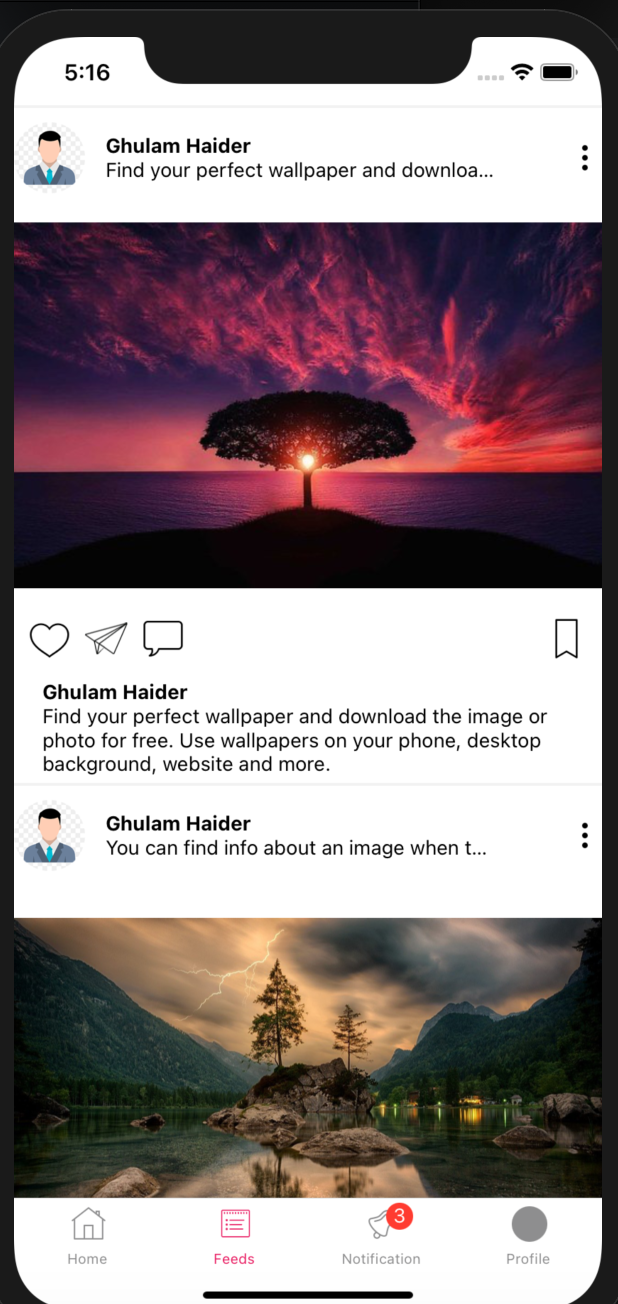 5:16
Ghulam Haider
Find your perfect wallpaper and downloa...
Ghulam Haider
Find your perfect wallpaper and download the image or
photo for free. Use wallpapers on your phone, desktop
background, website and more.
Ghulam Haider
You can find info about an image when t...
3
Home
Feeds
Notification
Profile